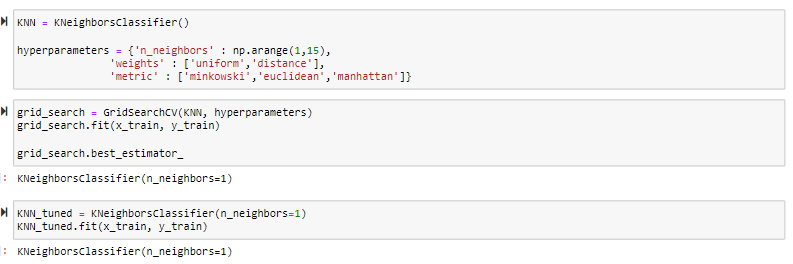 KNN = KNeighborsClassifier()
hyperparameters = {'n_neighbors' : np.arange(1,15),
'weights' : ['uniform','distance'],
'metric' : ['minkowski','euclidean','manhattan']}
grid_search = GridSearchCV(KNN, hyperparameters)
grid_search.fit(x_train, y_train)
grid_search.best_estimator_
: KNeighborsClassifier(n_neighbors=1)
KNN_tuned = KNeighborsClassifier(n_neighbors=1)
KNN_tuned.fit(x_train, y_train)
: KNeighborsClassifier(n_neighbors=1)